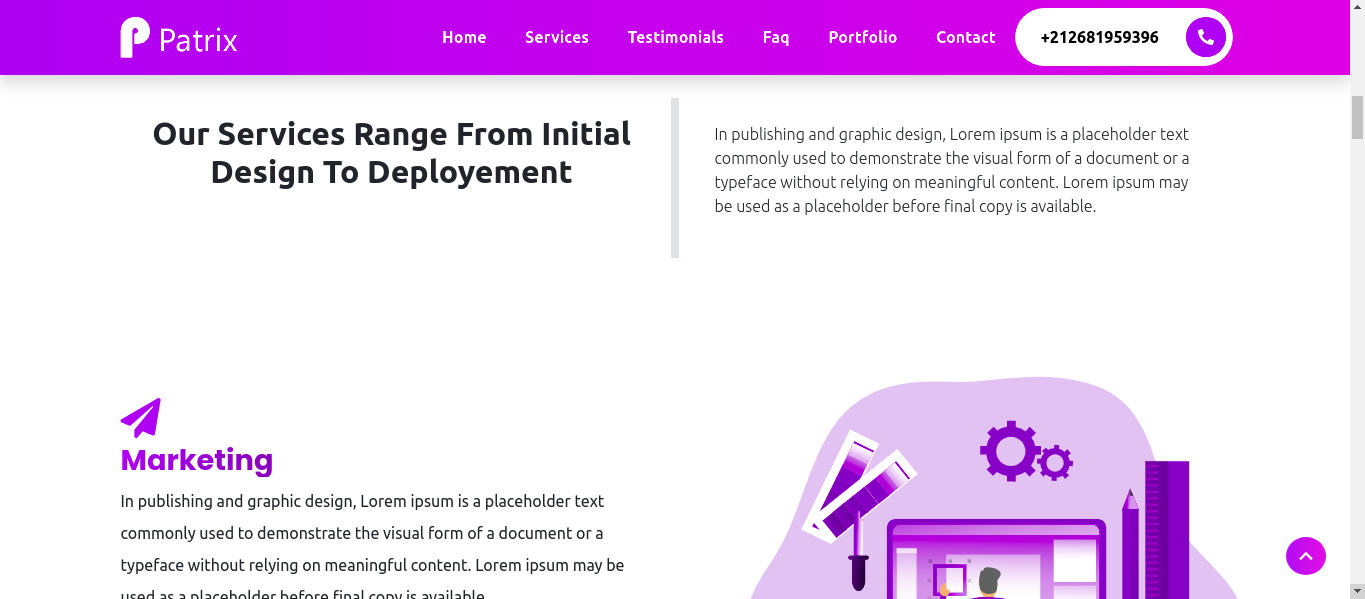 Patrix
Home Services Testimonials Faq Portfolio Contact +212681959396
Our Services Range From Initial
Design To Deployement
In publishing and graphic design, Lorem ipsum is a placeholder text
commonly used to demonstrate the visual form of a document or a
typeface without relying on meaningful content. Lorem ipsum may
be used as a placeholder before final copy is available.
Marketing
In publishing and graphic design, Lorem ipsum is a placeholder text
commonly used to demonstrate the visual form of a document or a
typeface without relying on meaningful content. Lorem ipsum may be
used as a placeholder before final copy is available.